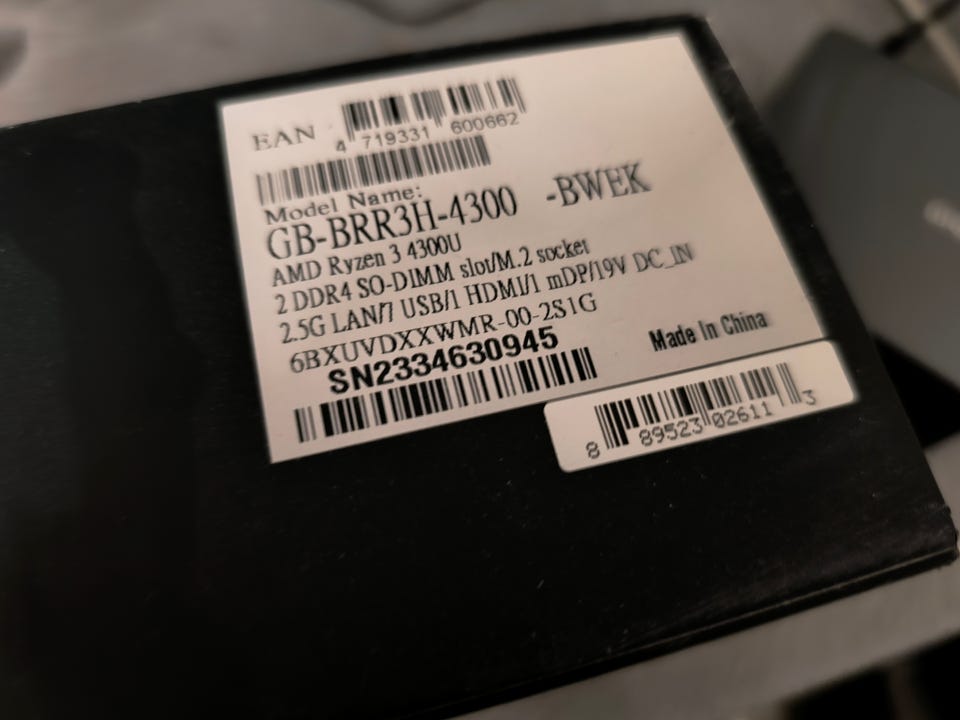 EAN
4 719331 600662
Model Name:
GB-BRR3H-4300 -BWEK
AMD Ryzen 3 4300U
2 DDR4 SO-DIMM slot/M.2 socket
2.5G LAN/7 USB/1 HDMI/1 mDP/19V DC_IN
6BXUVDXXWMR-00-2S1G
SN2334630945
Made In China
8 89523 02611 3